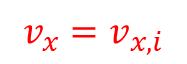 $v_x = v_{x,i}$